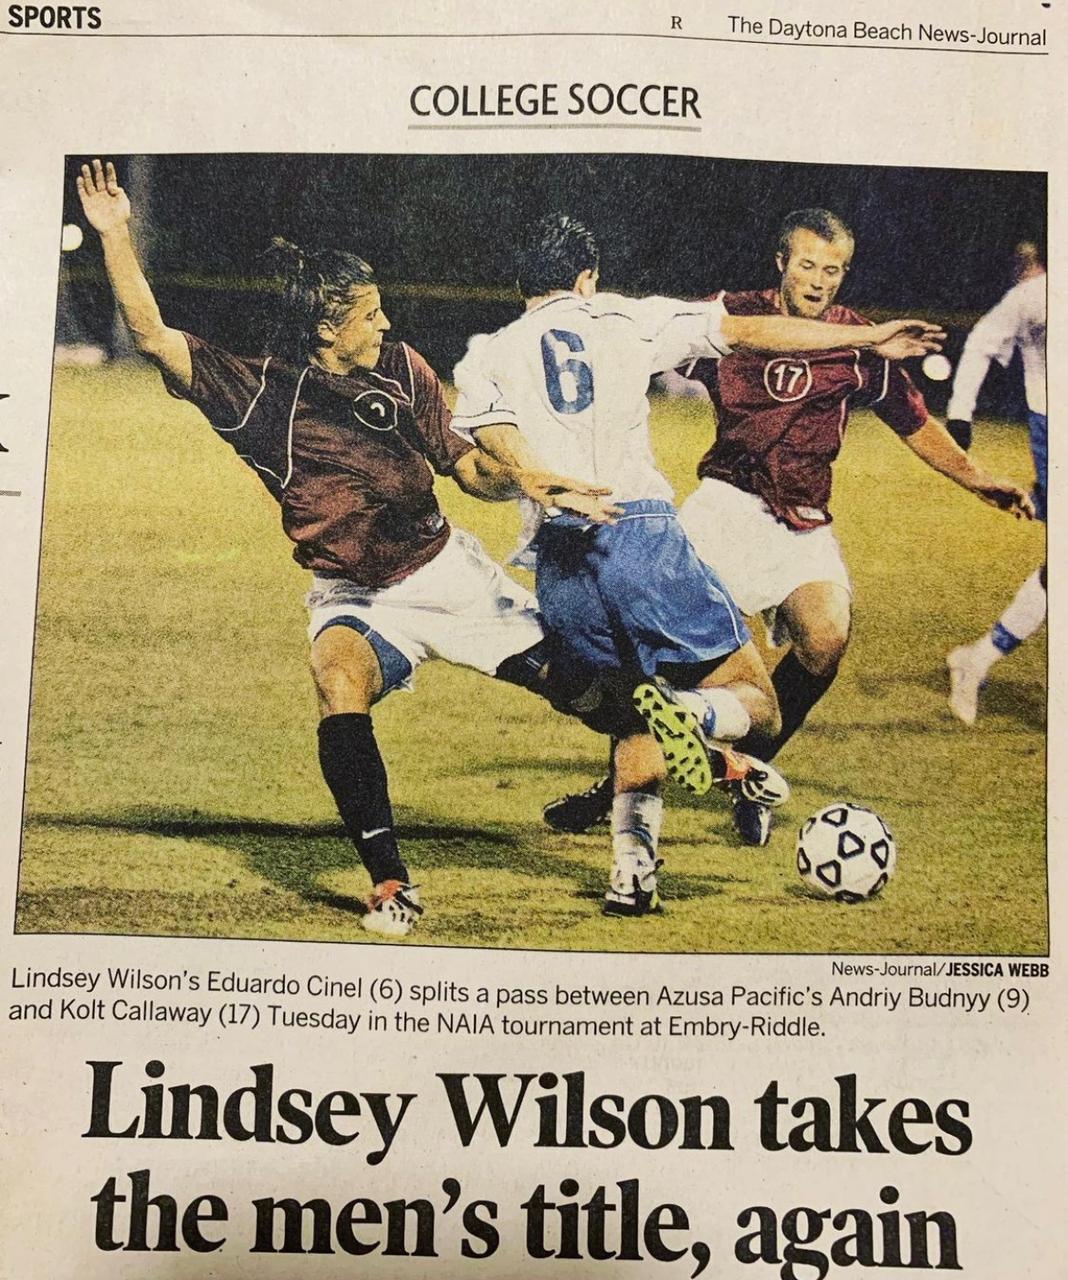 SPORTS
R
The Daytona Beach News-Journal
COLLEGE SOCCER
6
17
News-Journal/JESSICA WEBB
Lindsey Wilson's Eduardo Cinel (6) splits a pass between Azusa Pacific's Andriy Budnyy (9)
and Kolt Callaway (17) Tuesday in the NAIA tournament at Embry-Riddle.
Lindsey Wilson takes
the men's title, again